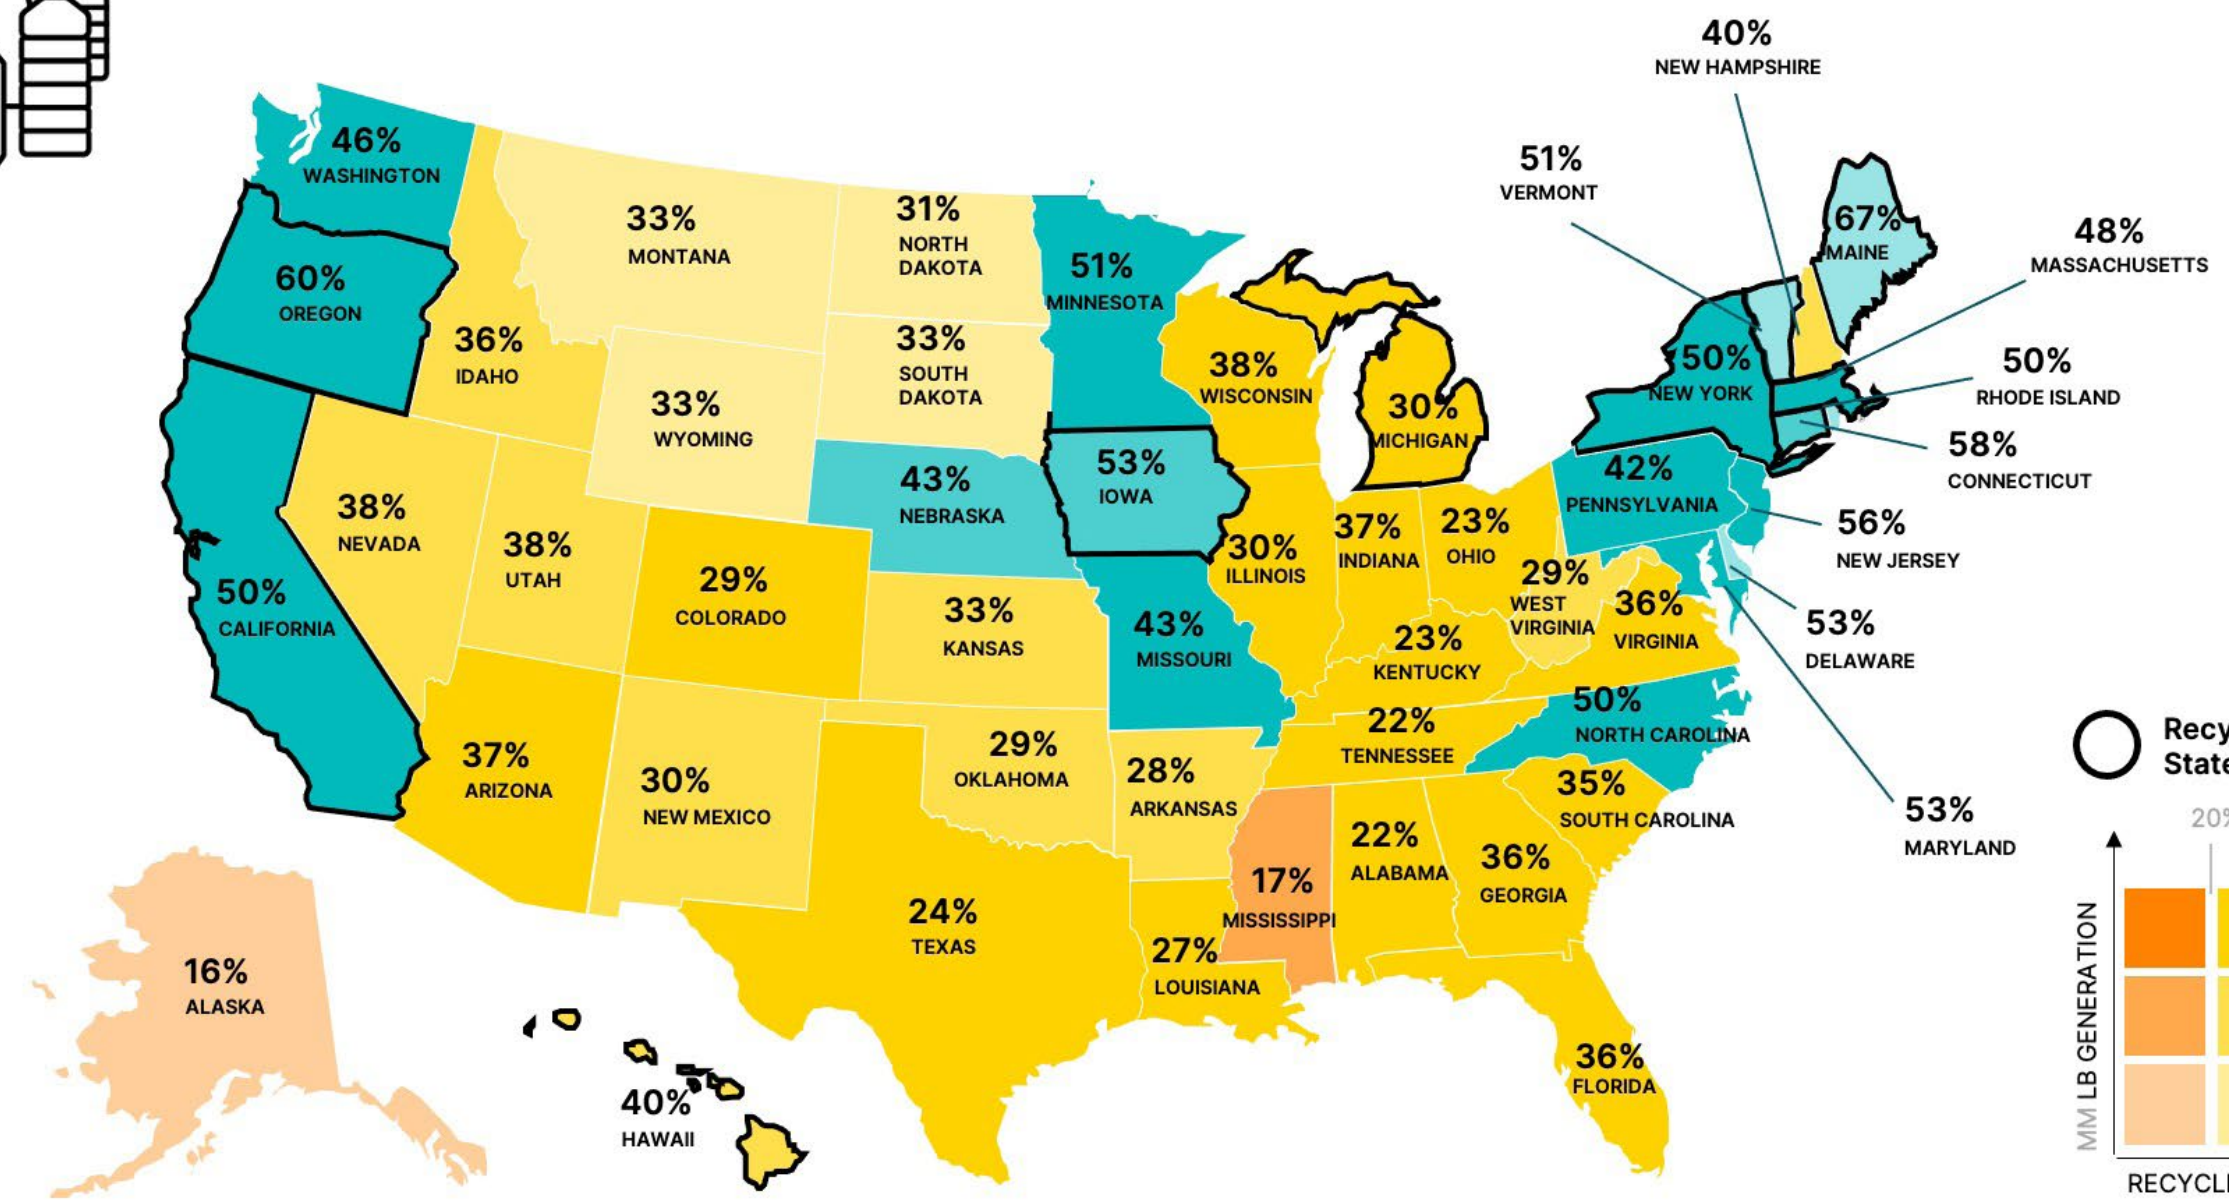 40%
NEW HAMPSHIRE
51%
VERMONT
46%
WASHINGTON
33%
MONTANA
31%
NORTH
DAKOTA
51%
MINNESOTA
67%
MAINE
48%
MASSACHUSETTS
60%
OREGON
36%
IDAHO
33%
WYOMING
33%
SOUTH
DAKOTA
38%
WISCONSIN
30%
MICHIGAN
50%
NEW YORK
50%
RHODE ISLAND
58%
CONNECTICUT
38%
NEVADA
38%
UTAH
43%
NEBRASKA
53%
IOWA
42%
PENNSYLVANIA
56%
NEW JERSEY
50%
CALIFORNIA
29%
COLORADO
33%
KANSAS
43%
MISSOURI
30%
ILLINOIS
37%
INDIANA
23%
OHIO
29%
WEST
VIRGINIA
36%
VIRGINIA
53%
DELAWARE
23%
KENTUCKY
37%
ARIZONA
30%
NEW MEXICO
29%
OKLAHOMA
28%
ARKANSAS
22%
TENNESSEE
50%
NORTH CAROLINA
35%
SOUTH CAROLINA
53%
MARYLAND
24%
TEXAS
27%
LOUISIANA
17%
MISSISSIPPI
22%
ALABAMA
36%
GEORGIA
36%
FLORIDA
16%
ALASKA
40%
HAWAII
Recy
State
20%
MM LB GENERATION
RECYCL